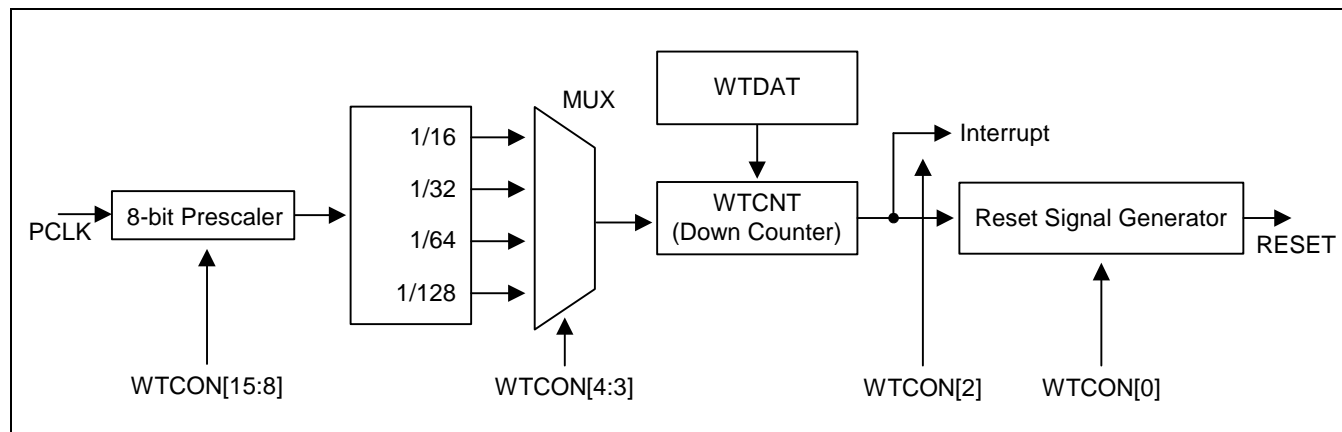 PCLK
8-bit Prescaler
WTCON[15:8]
1/16
1/32
1/64
1/128
MUX
WTCON[4:3]
WTDAT
WTCNT
(Down Counter)
Interrupt
WTCON[2]
Reset Signal Generator
WTCON[0]
RESET